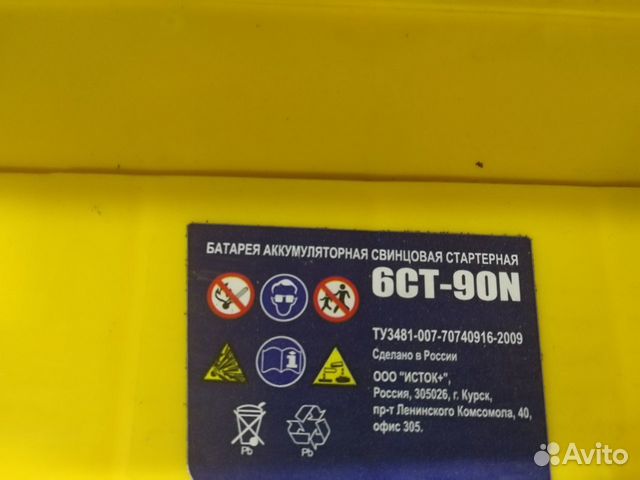 БАТАРЕЯ АККУМУЛЯТОРНАЯ СВИНЦОВАЯ СТАРТЕРНАЯ
6СТ-90N
ТУ3481-007-70740916-2009
Сделано в России
ООО "ИСТОК+",
Россия, 305026, г. Курск,
пр-т Ленинского Комсомола, 40,
офис 305.
Pb
Pb
Avito